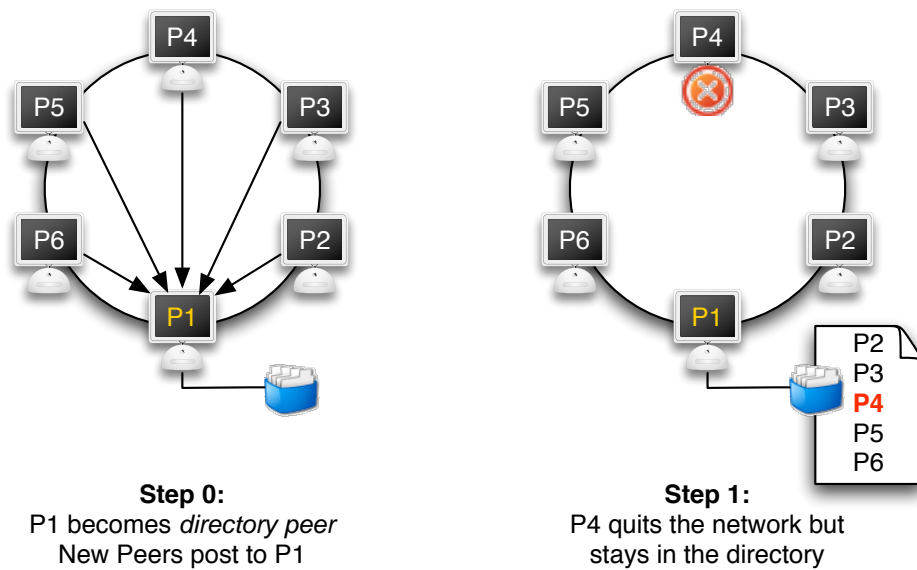 P4
P5
P3
P6
P2
P1
Step 0:
P1 becomes directory peer
New Peers post to P1
P4
P5
P3
P6
P2
P1
P2
P3
P4
P5
P6
Step 1:
P4 quits the network but
stays in the directory